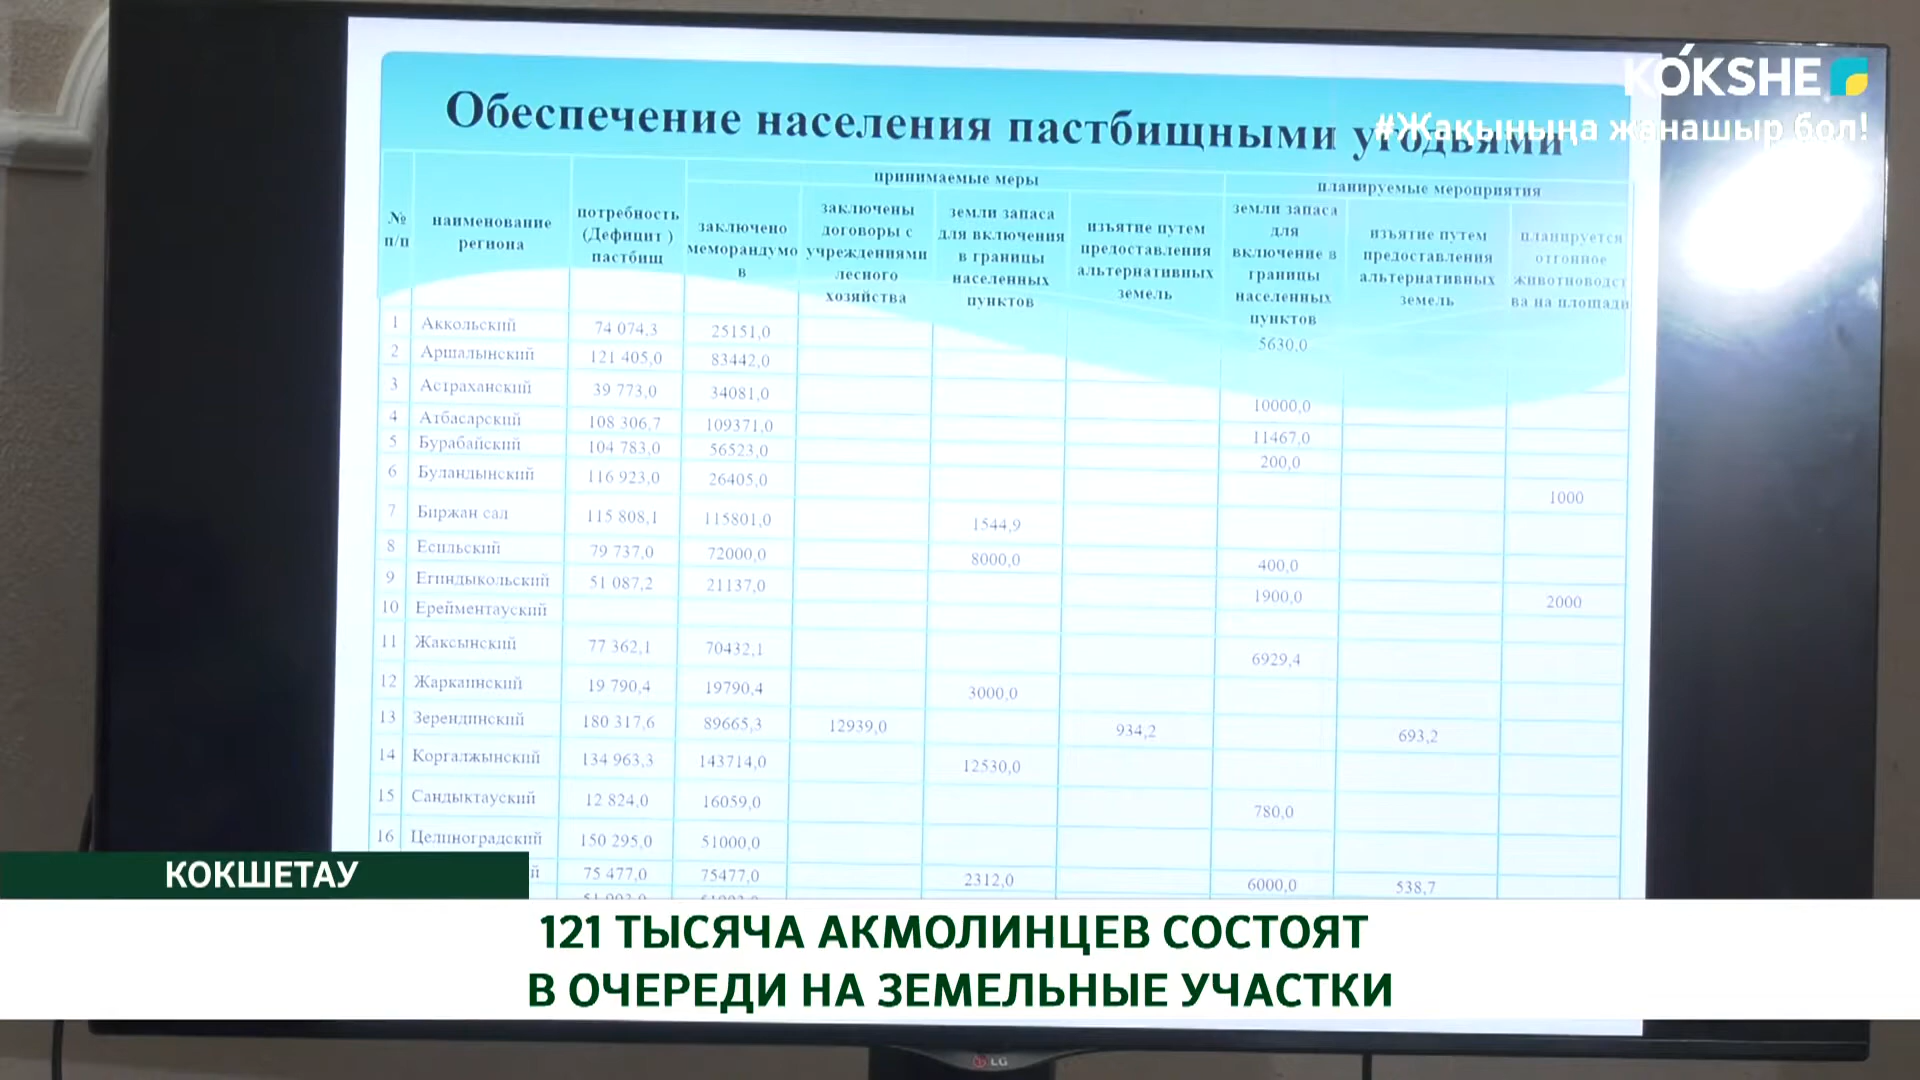 KÓKSHE
#Жақыныңа жанашыр бол!
Обеспечение населения пастбищными угодьями
№ п/п
наименование региона
потребность (Дефицит ) пастбищ
принимаемые меры
заключено меморандумо в
заключены договоры с учреждениями лесного хозяйства
земли запаса для включения в границы населенных пунктов
изъятие путем предоставления альтернативных земель
планируемые мероприятия
земли запаса для включение в границы населенных пунктов
изъятие путем предоставления альтернативных земель
планируется отгонное животноводст ва на площади
1 Аккольский 74 074,3 25151,0 5630,0
2 Аршалынский 121 405,0 83442,0
3 Астраханский 39 773,0 34081,0 10000,0
4 Атбасарский 108 306,7 109371,0 11467,0
5 Бурабайский 104 783,0 56523,0 200,0
6 Буландынский 116 923,0 26405,0 1000
7 Биржан сал 115 808,1 115801,0 1544,9
8 Есильский 79 737,0 72000,0 8000,0 400,0
9 Егиндыкольский 51 087,2 21137,0 1900,0 2000
10 Ерейментауский
11 Жаксынский 77 362,1 70432,1 6929,4
12 Жаркаинский 19 790,4 19790,4 3000,0
13 Зерендинский 180 317,6 89665,3 12939,0 934,2 693,2
14 Коргалжынский 134 963,3 143714,0 12530,0
15 Сандыктауский 12 824,0 16059,0 780,0
16 Целиноградский 150 295,0 51000,0
й 75 477,0 75477,0 2312,0 6000,0 538,7
КОКШЕТАУ
121 ТЫСЯЧА АКМОЛИНЦЕВ СОСТОЯТ
В ОЧЕРЕДИ НА ЗЕМЕЛЬНЫЕ УЧАСТКИ
LG